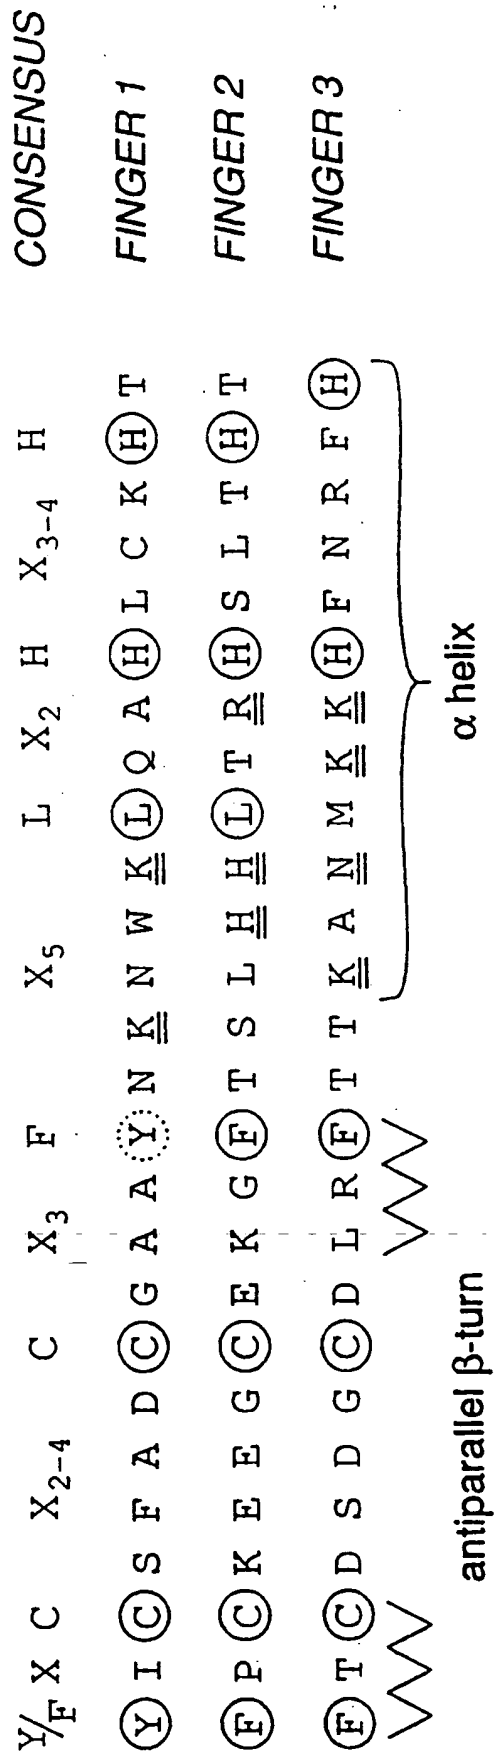 Y/F X C X₂₋₄ C X₃ F X₅ L X₂ H X₃₋₄ H CONSENSUS
Y I C S F A D C G A A Y N K N W K L Q A H L C K H T FINGER 1
F P C K E E G C E K G F T S L H H L T R H S L T H T FINGER 2
F T C D S D G C D L R F T T K A N M K K H F N R F H FINGER 3
antiparallel β-turn α helix